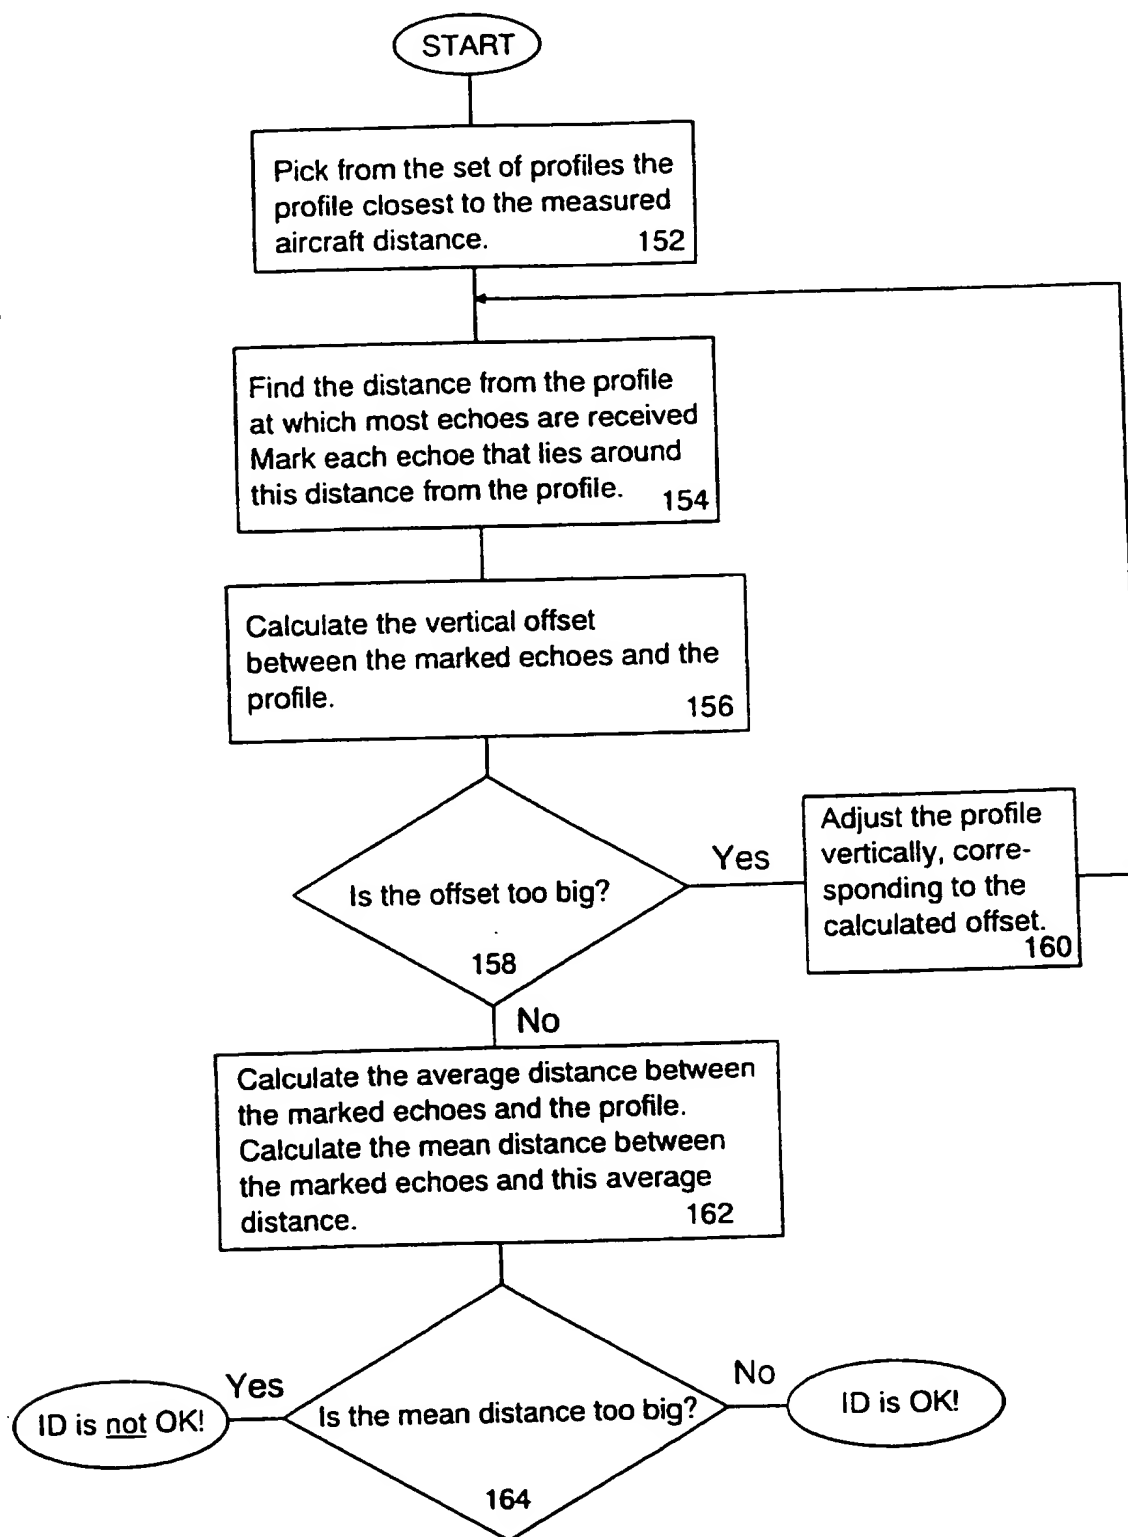 START
Pick from the set of profiles the
profile closest to the measured
aircraft distance. 152
Find the distance from the profile
at which most echoes are received
Mark each echo that lies around
this distance from the profile. 154
Calculate the vertical offset
between the marked echoes and the
profile. 156
Is the offset too big?
158
Yes
Adjust the profile
vertically, corre-
sponding to the
calculated offset.
160
No
Calculate the average distance between
the marked echoes and the profile.
Calculate the mean distance between
the marked echoes and this average
distance. 162
Is the mean distance too big?
164
Yes
ID is not OK!
No
ID is OK!